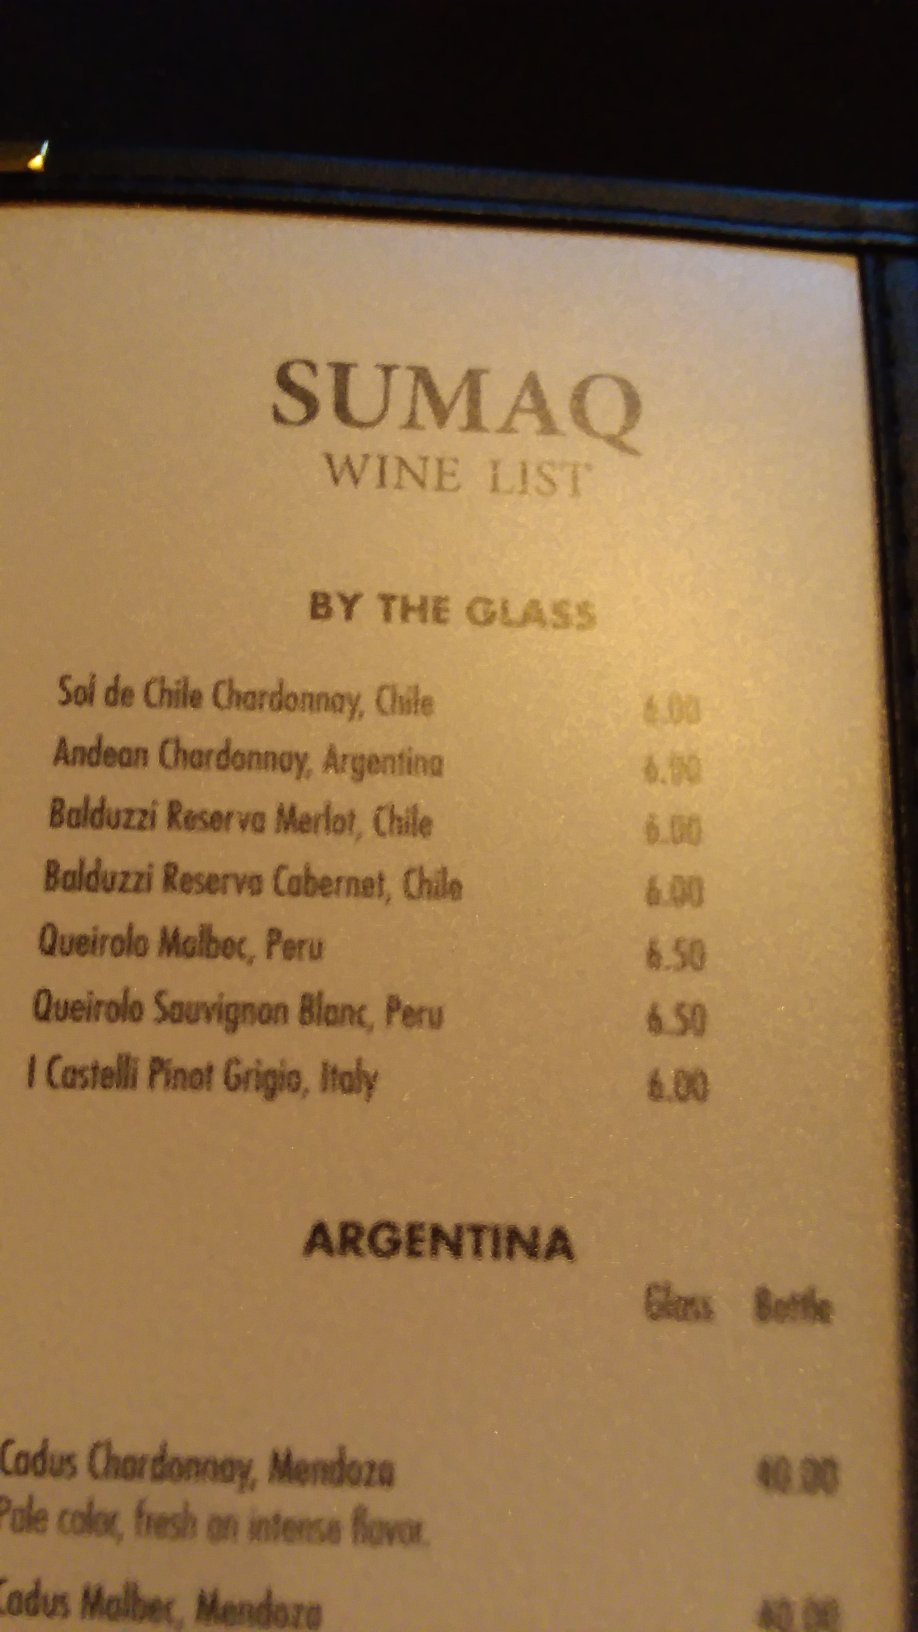 SUMAQ
WINE LIST
BY THE GLASS
Sol de Chile Chardonnay, Chile 6.00
Andean Chardonnay, Argentina 6.00
Balduzzi Reserva Merlot, Chile 6.00
Balduzzi Reserva Cabernet, Chile 6.00
Queirolo Malbec, Peru 6.50
Queirolo Sauvignon Blanc, Peru 6.50
I Castelli Pinot Grigio, Italy 6.00
ARGENTINA
Glass Bottle
Cadus Chardonnay, Mendoza 40.00
Pale color, fresh an intense flavor.
Cadus Malbec, Mendoza 40.00